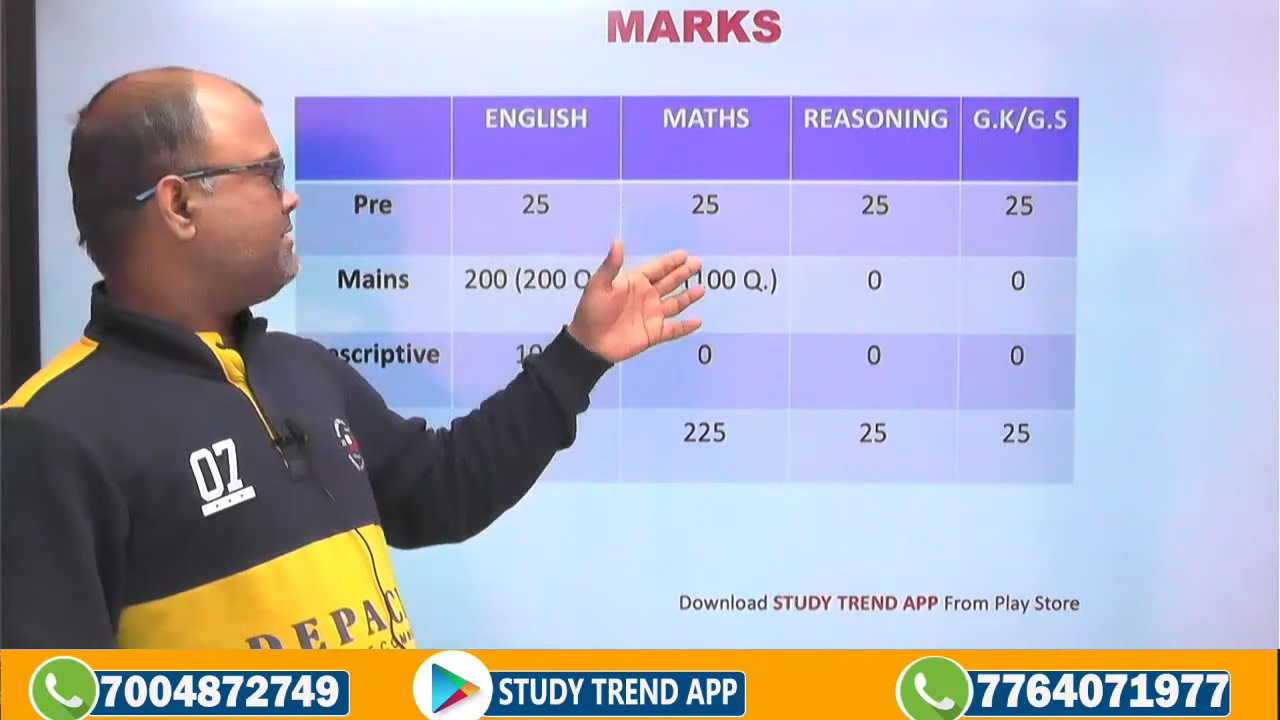 MARKS
ENGLISH MATHS REASONING G.K/G.S
Pre 25 25 25 25
Mains 200 (200 100 Q.) 0 0
0 0 0
225 25 25
07
Download STUDY TREND APP From Play Store
7004872749 STUDY TREND APP 7764071977